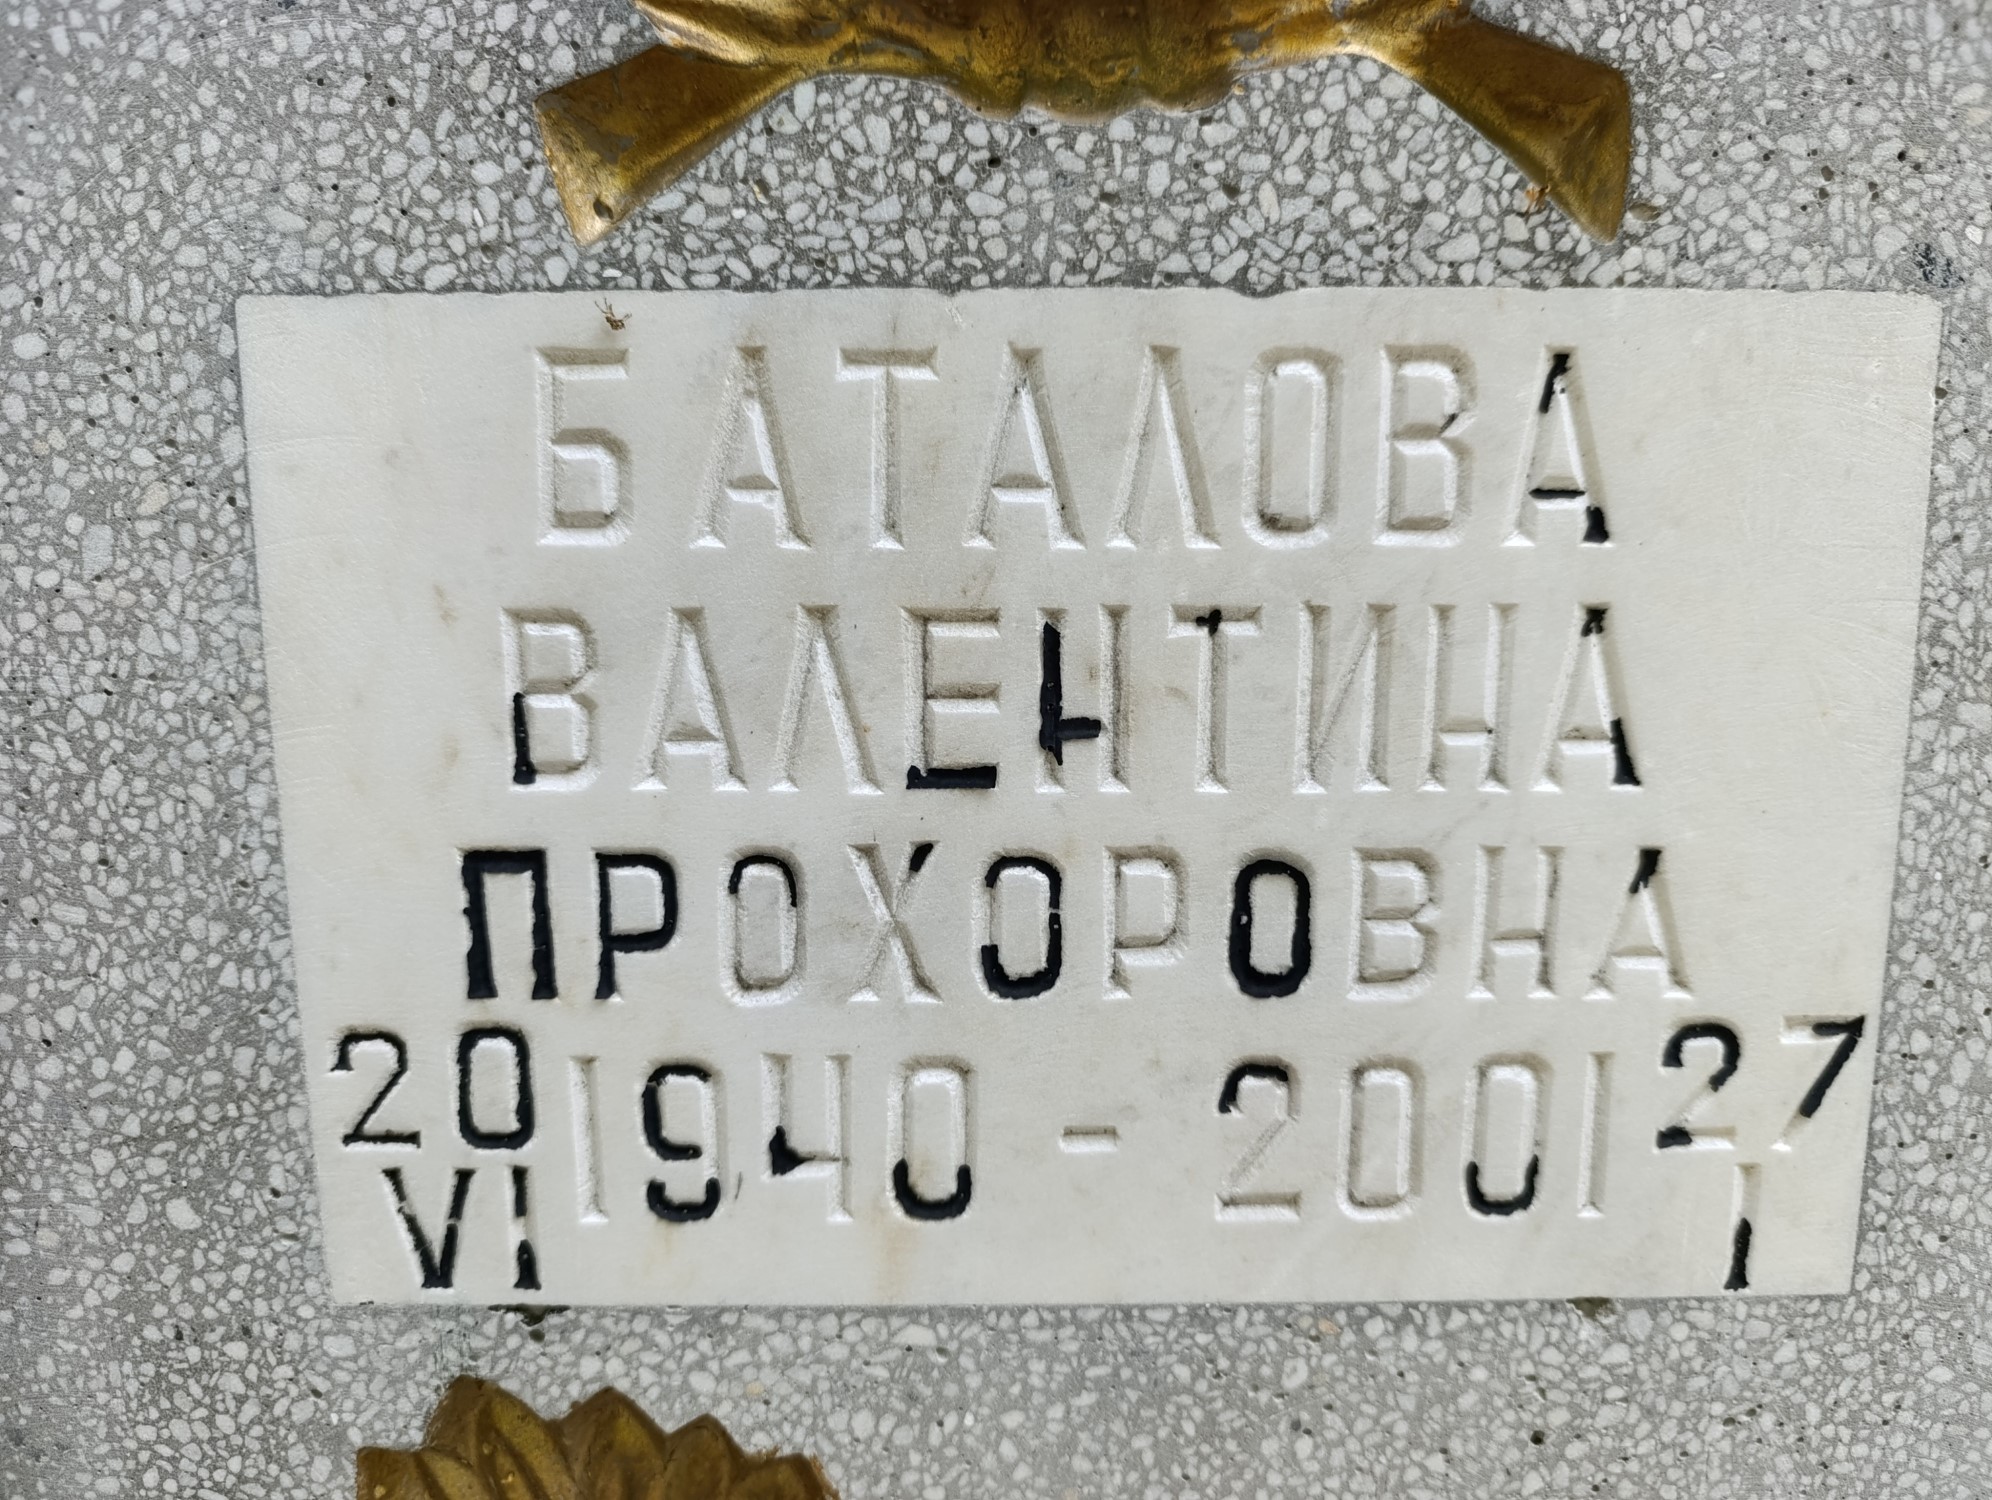 БАТАЛОВА
ВАЛЕНТИНА
ПРОХОРОВНА
20 VI 1940 - 2001 27 I